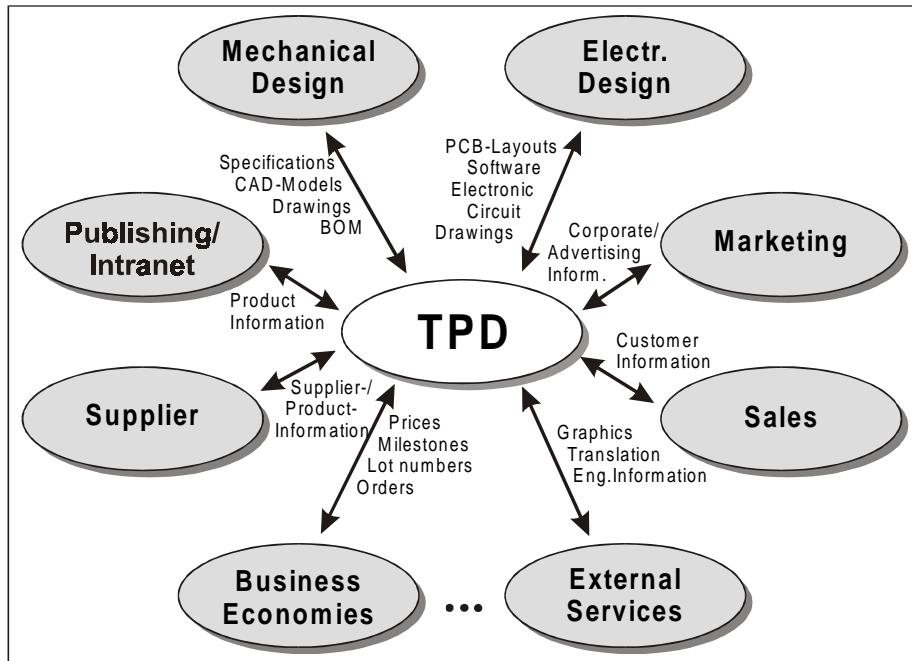 Mechanical
Design
Electr.
Design
Specifications
CAD-Models
Drawings
BOM
PCB-Layouts
Software
Electronic
Circuit
Drawings
Publishing/
Intranet
Corporate/
Advertising
Inform.
Marketing
Product
Information
TPD
Customer
Information
Supplier
Supplier-/
Product-
Information
Sales
Prices
Milestones
Lot numbers
Orders
Graphics
Translation
Eng.Information
Business
Economies
...
External
Services